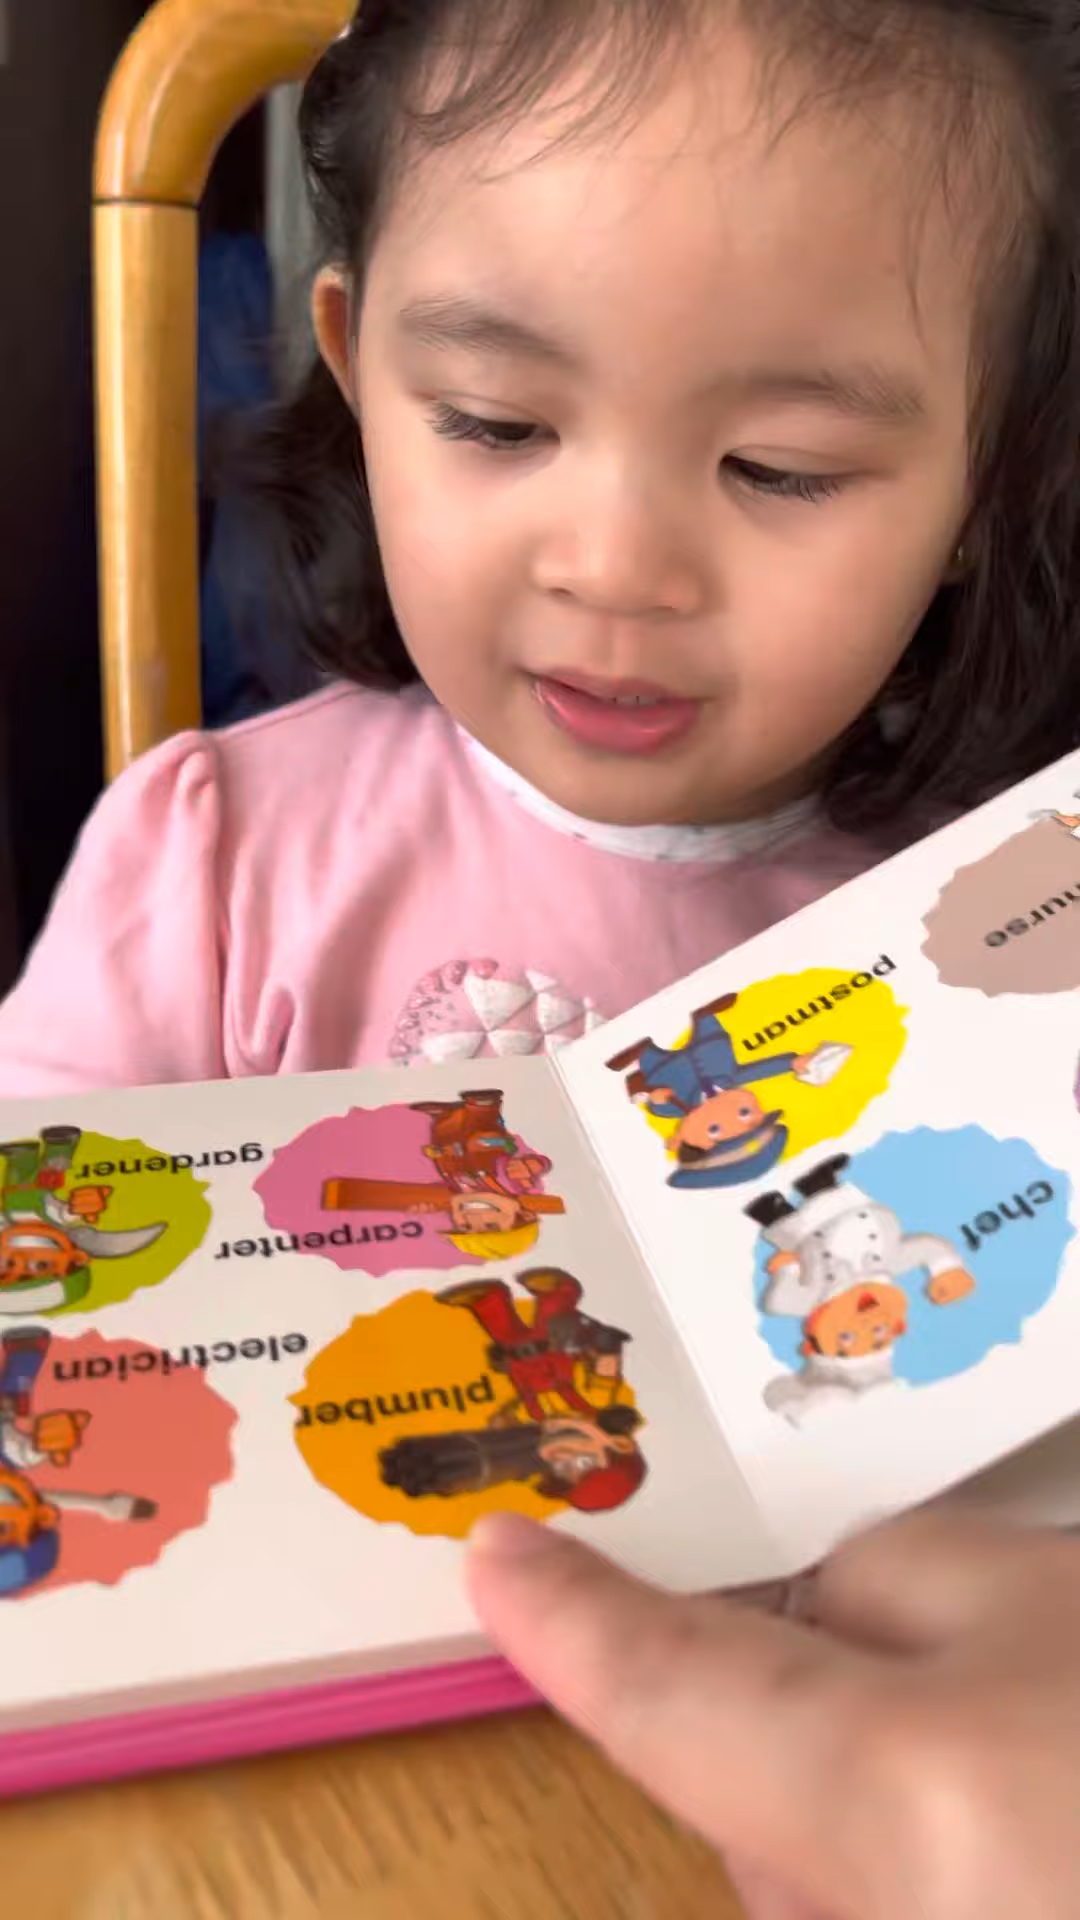 plumber
electrician
carpenter
gardener
chef
postman
nurse